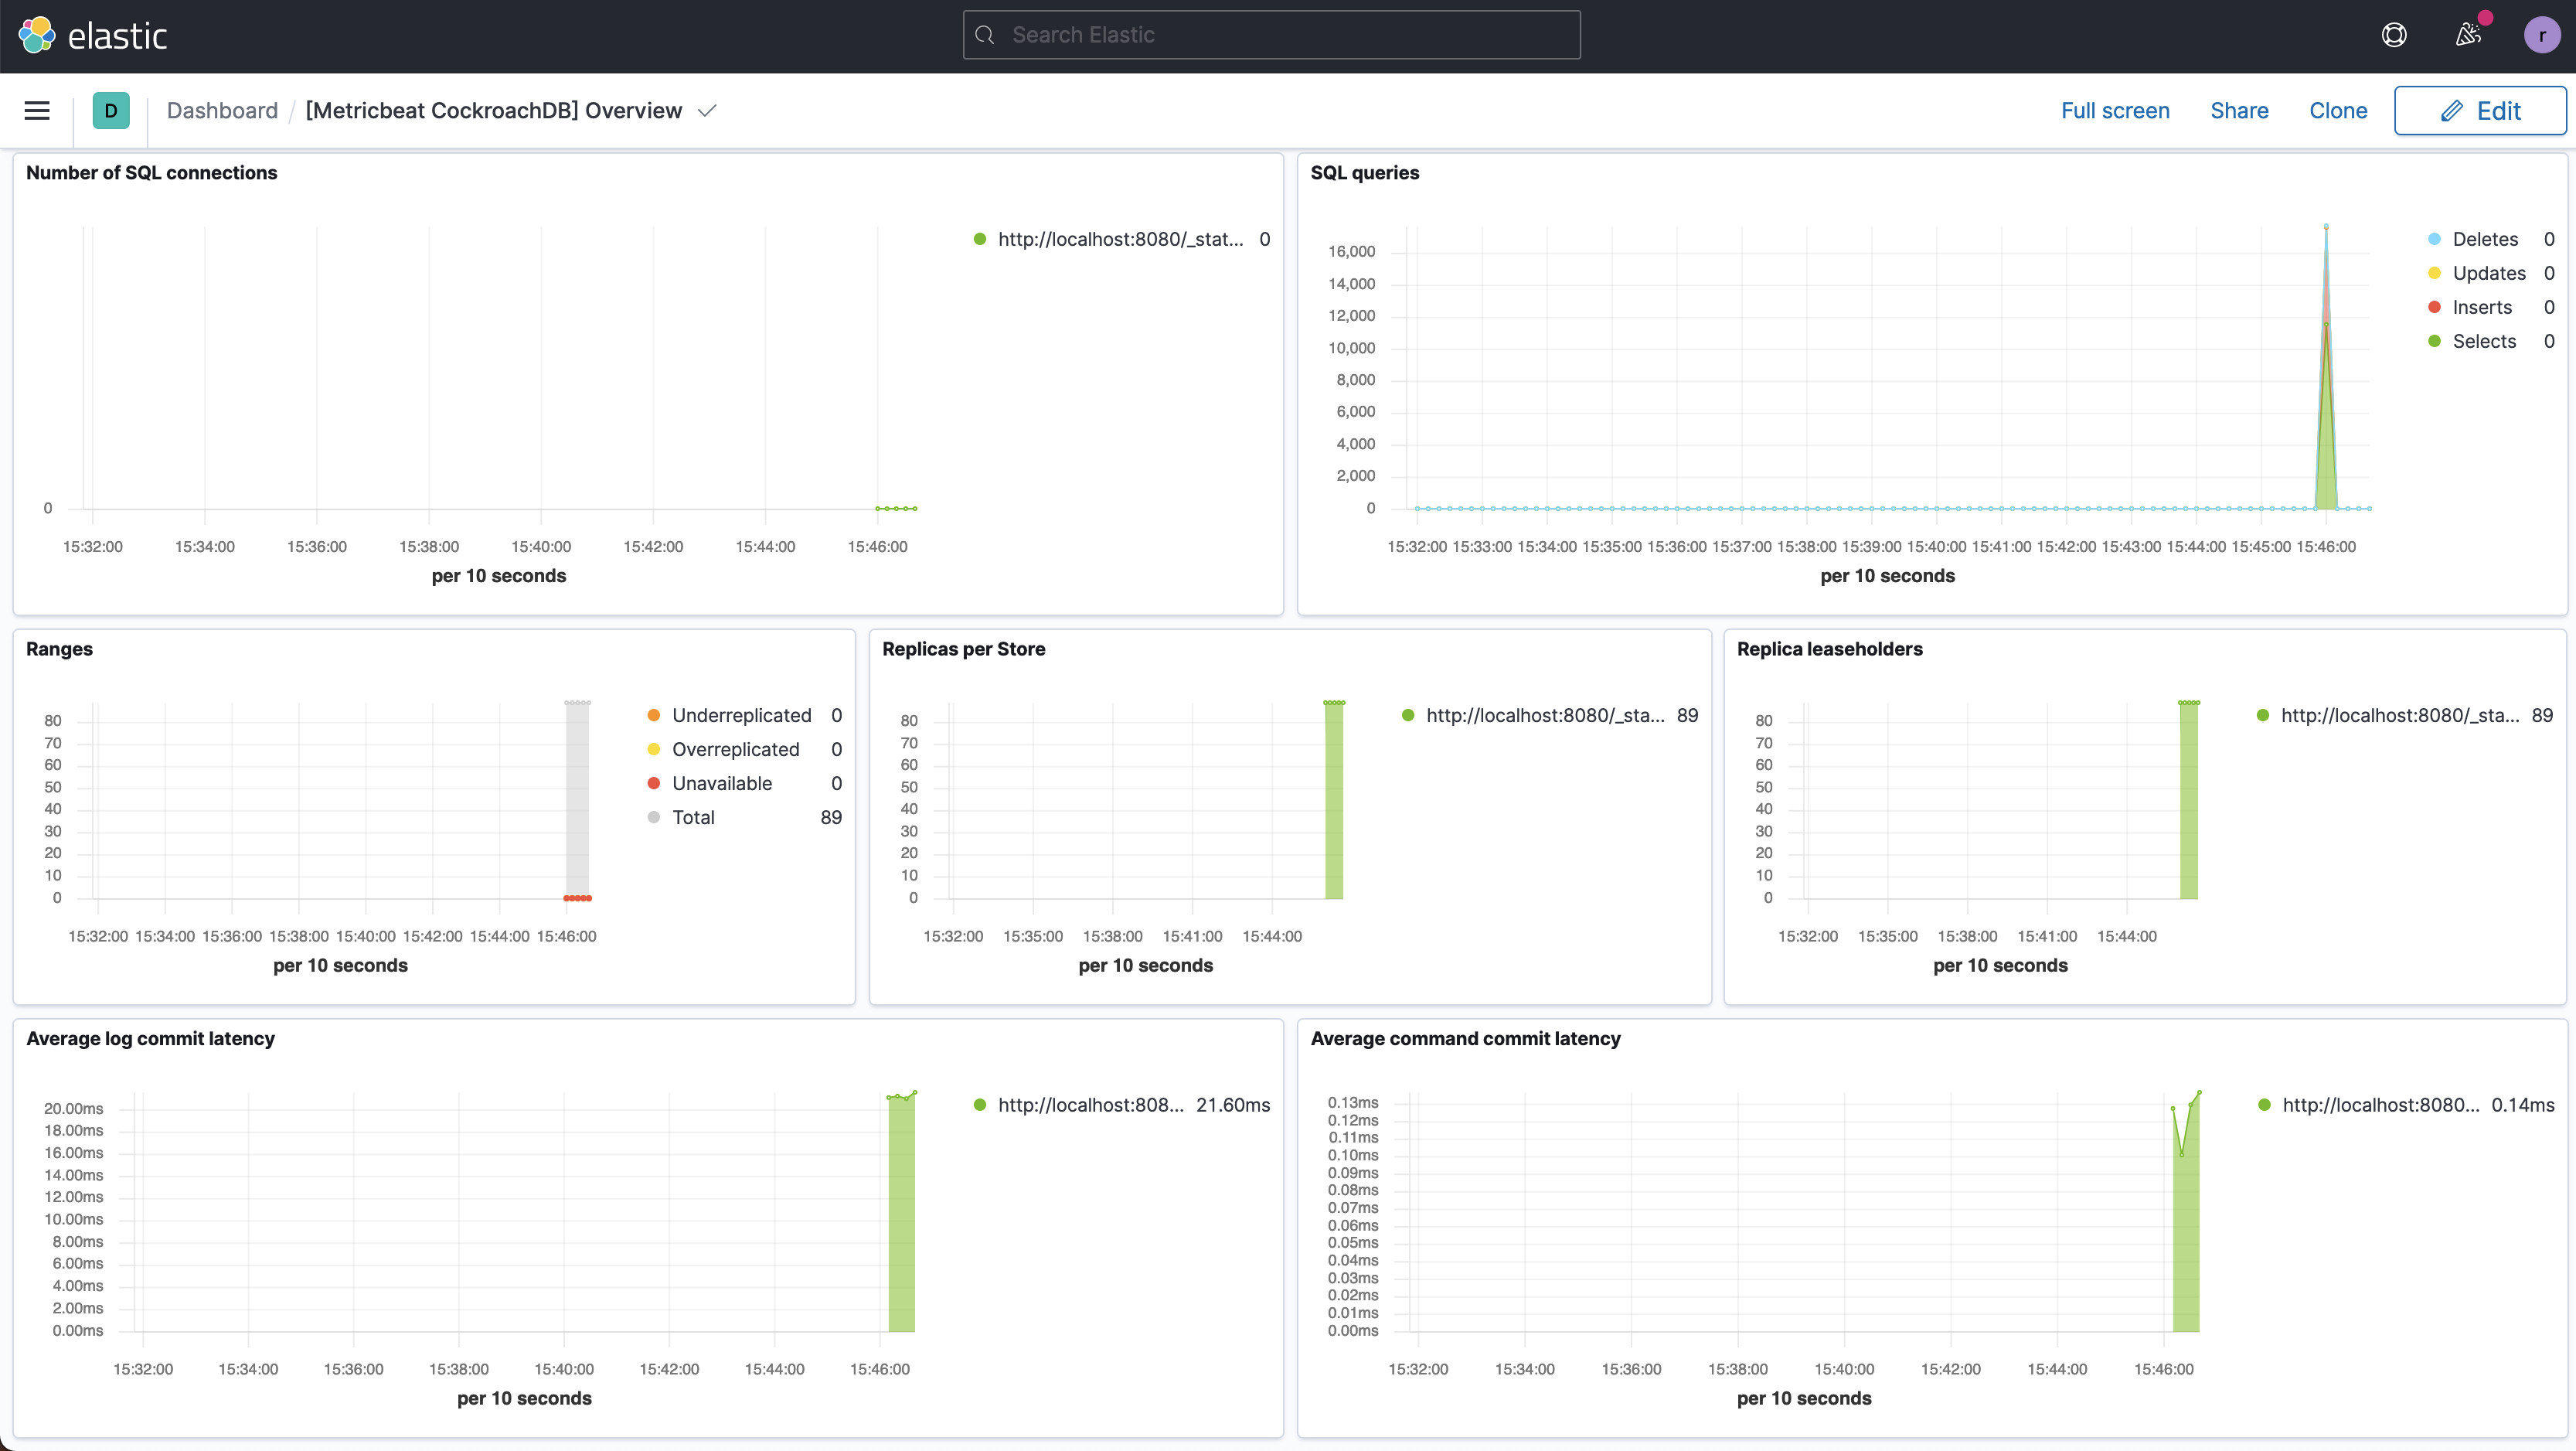 elastic
Search Elastic
r
D
Dashboard / [Metricbeat CockroachDB] Overview
Full screen
Share
Clone
Edit
Number of SQL connections
0
15:32:00 15:34:00 15:36:00 15:38:00 15:40:00 15:42:00 15:44:00 15:46:00
per 10 seconds
http://localhost:8080/_stat... 0
SQL queries
16,000
14,000
12,000
10,000
8,000
6,000
4,000
2,000
0
15:32:00 15:33:00 15:34:00 15:35:00 15:36:00 15:37:00 15:38:00 15:39:00 15:40:00 15:41:00 15:42:00 15:43:00 15:44:00 15:45:00 15:46:00
per 10 seconds
Deletes 0
Updates 0
Inserts 0
Selects 0
Ranges
80
70
60
50
40
30
20
10
0
15:32:00 15:34:00 15:36:00 15:38:00 15:40:00 15:42:00 15:44:00 15:46:00
per 10 seconds
Underreplicated 0
Overreplicated 0
Unavailable 0
Total 89
Replicas per Store
80
70
60
50
40
30
20
10
0
15:32:00 15:35:00 15:38:00 15:41:00 15:44:00
per 10 seconds
http://localhost:8080/_sta... 89
Replica leaseholders
80
70
60
50
40
30
20
10
0
15:32:00 15:35:00 15:38:00 15:41:00 15:44:00
per 10 seconds
http://localhost:8080/_sta... 89
Average log commit latency
20.00ms
18.00ms
16.00ms
14.00ms
12.00ms
10.00ms
8.00ms
6.00ms
4.00ms
2.00ms
0.00ms
15:32:00 15:34:00 15:36:00 15:38:00 15:40:00 15:42:00 15:44:00 15:46:00
per 10 seconds
http://localhost:808... 21.60ms
Average command commit latency
0.13ms
0.12ms
0.11ms
0.10ms
0.09ms
0.08ms
0.07ms
0.06ms
0.05ms
0.04ms
0.03ms
0.02ms
0.01ms
0.00ms
15:32:00 15:34:00 15:36:00 15:38:00 15:40:00 15:42:00 15:44:00 15:46:00
per 10 seconds
http://localhost:8080... 0.14ms